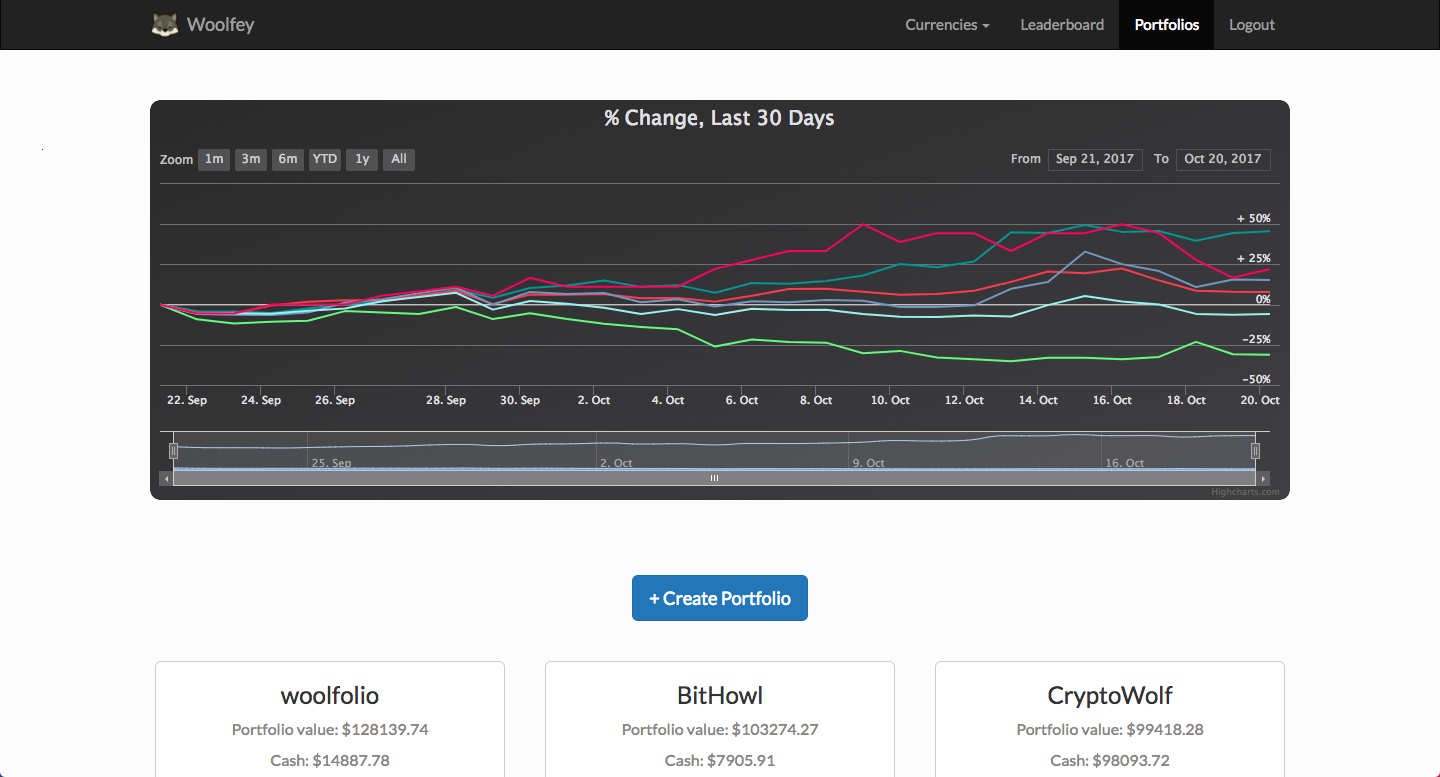 Woolfey
Currencies Leaderboard Portfolios Logout
% Change, Last 30 Days
Zoom 1m 3m 6m YTD 1y All From Sep 21, 2017 To Oct 20, 2017
+ 50%
+ 25%
0%
-25%
-50%
22. Sep 24. Sep 26. Sep 28. Sep 30. Sep 2. Oct 4. Oct 6. Oct 8. Oct 10. Oct 12. Oct 14. Oct 16. Oct 18. Oct 20. Oct
25. Sep 2. Oct 9. Oct 16. Oct
Highcharts.com
+ Create Portfolio
woolfolio BitHowl CryptoWolf
Portfolio value: $128139.74 Portfolio value: $103274.27 Portfolio value: $99418.28
Cash: $14887.78 Cash: $7905.91 Cash: $98093.72